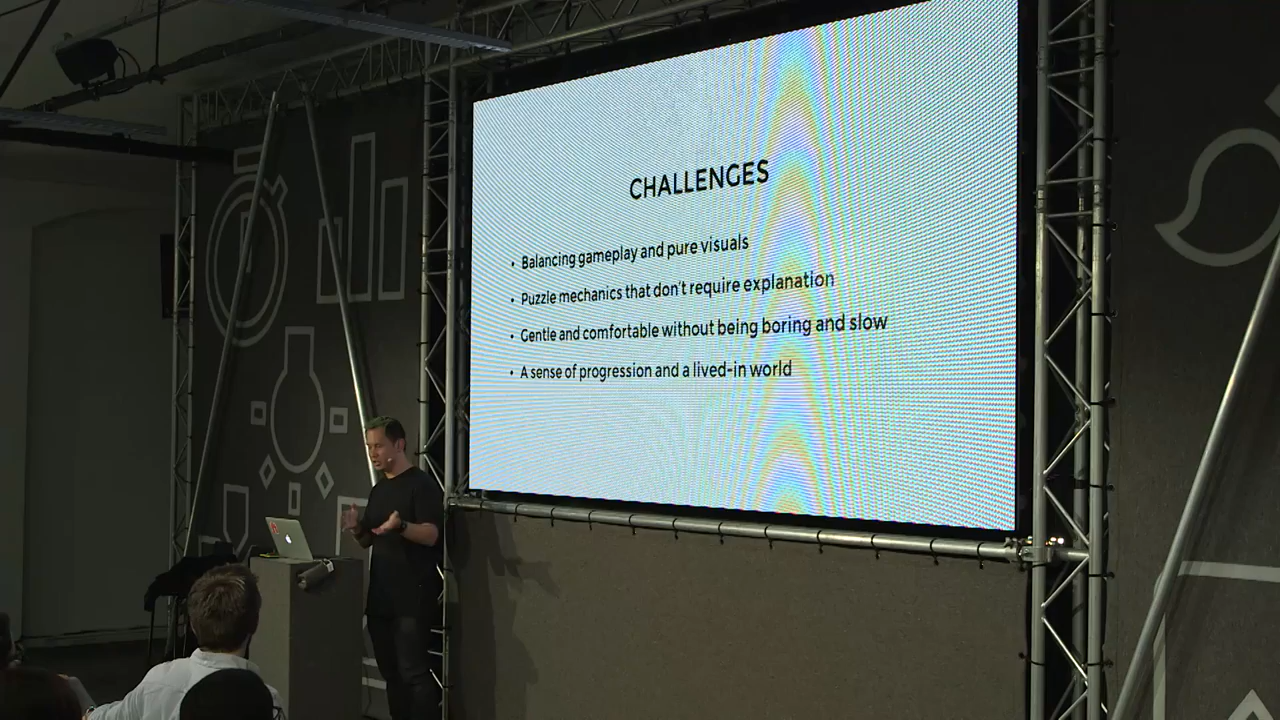 CHALLENGES
• Balancing gameplay and pure visuals
• Puzzle mechanics that don't require explanation
• Gentle and comfortable without being boring and slow
• A sense of progression and a lived-in world